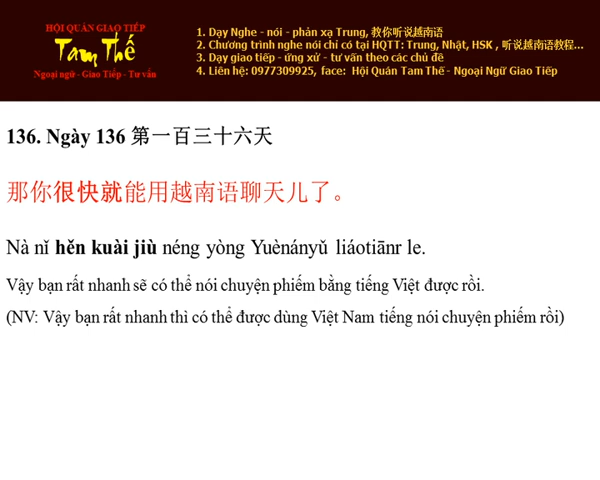 HỘI QUÁN GIAO TIẾP
Tam Thế
Ngoại ngữ - Giao Tiếp - Tư vấn
1. Dạy Nghe - nói - phản xạ Trung, 教你听说越南语
2. Chương trình nghe nói chỉ có tại HQTT: Trung, Nhật, HSK , 听说越南语教程...
3. Dạy giao tiếp - ứng xử - tư vấn theo các chủ đề
4. Liên hệ: 0977309925, face: Hội Quán Tam Thế - Ngoại Ngữ Giao Tiếp
136. Ngày 136 第一百三十六天
那你很快就能用越南语聊天儿了。
Nà nǐ hěn kuài jiù néng yòng Yuènányǔ liáotiānr le.
Vậy bạn rất nhanh sẽ có thể nói chuyện phiếm bằng tiếng Việt được rồi.
(NV: Vậy bạn rất nhanh thì có thể được dùng Việt Nam tiếng nói chuyện phiếm rồi)